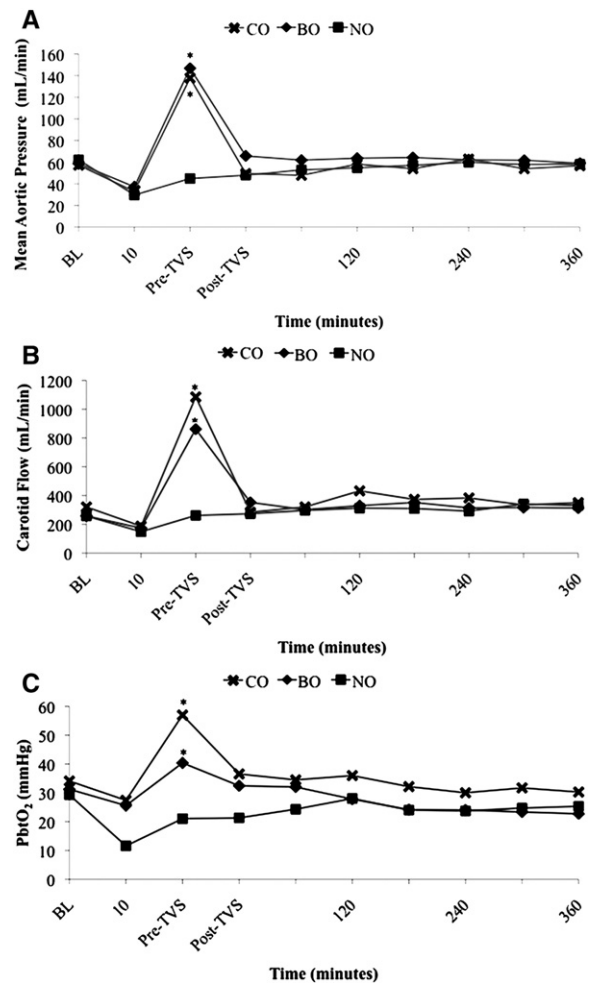 A
CO BO NO
Mean Aortic Pressure (mL/min)
160
140
120
100
80
60
40
20
0
*
*
BL 10 Pre-TVS Post-TVS 120 240 360
Time (minutes)
B
CO BO NO
Carotid Flow (mL/min)
1200
1000
800
600
400
200
0
*
*
BL 10 Pre-TVS Post-TVS 120 240 360
Time (minutes)
C
CO BO NO
PbtO₂ (mmHg)
60
50
40
30
20
10
0
*
*
BL 10 Pre-TVS Post-TVS 120 240 360
Time (minutes)